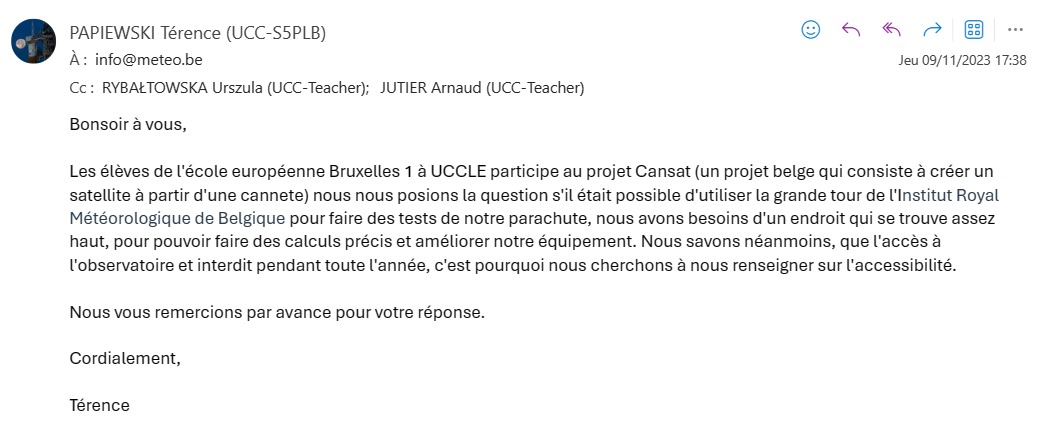 PAPIEWSKI Térence (UCC-S5PLB)
À : info@meteo.be
Jeu 09/11/2023 17:38
Cc : RYBAŁTOWSKA Urszula (UCC-Teacher); JUTIER Arnaud (UCC-Teacher)
Bonsoir à vous,
Les élèves de l'école européenne Bruxelles 1 à UCCLE participe au projet Cansat (un projet belge qui consiste à créer un
satellite à partir d'une cannete) nous nous posions la question s'il était possible d'utiliser la grande tour de l'Institut Royal
Météorologique de Belgique pour faire des tests de notre parachute, nous avons besoins d'un endroit qui se trouve assez
haut, pour pouvoir faire des calculs précis et améliorer notre équipement. Nous savons néanmoins, que l'accès à
l'observatoire et interdit pendant toute l'année, c'est pourquoi nous cherchons à nous renseigner sur l'accessibilité.
Nous vous remercions par avance pour votre réponse.
Cordialement,
Térence